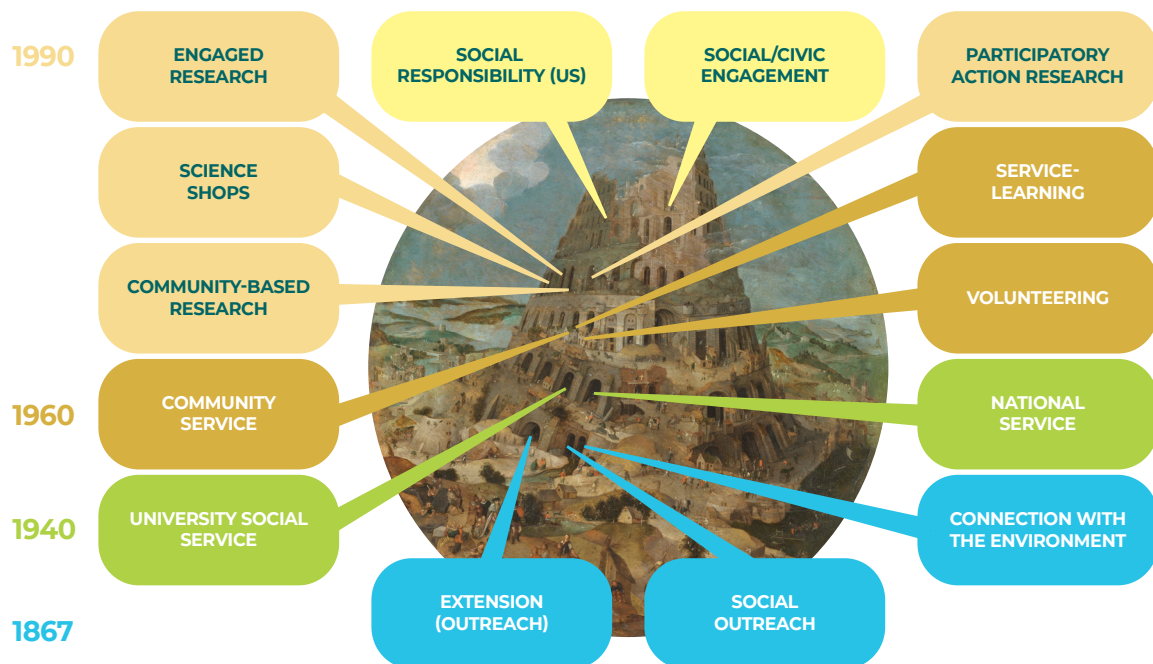 1990
ENGAGED
RESEARCH
SOCIAL
RESPONSIBILITY (US)
SOCIAL/CIVIC
ENGAGEMENT
PARTICIPATORY
ACTION RESEARCH
SCIENCE
SHOPS
SERVICE-
LEARNING
COMMUNITY-BASED
RESEARCH
VOLUNTEERING
1960
COMMUNITY
SERVICE
NATIONAL
SERVICE
1940
UNIVERSITY SOCIAL
SERVICE
CONNECTION WITH
THE ENVIRONMENT
1867
EXTENSION
(OUTREACH)
SOCIAL
OUTREACH